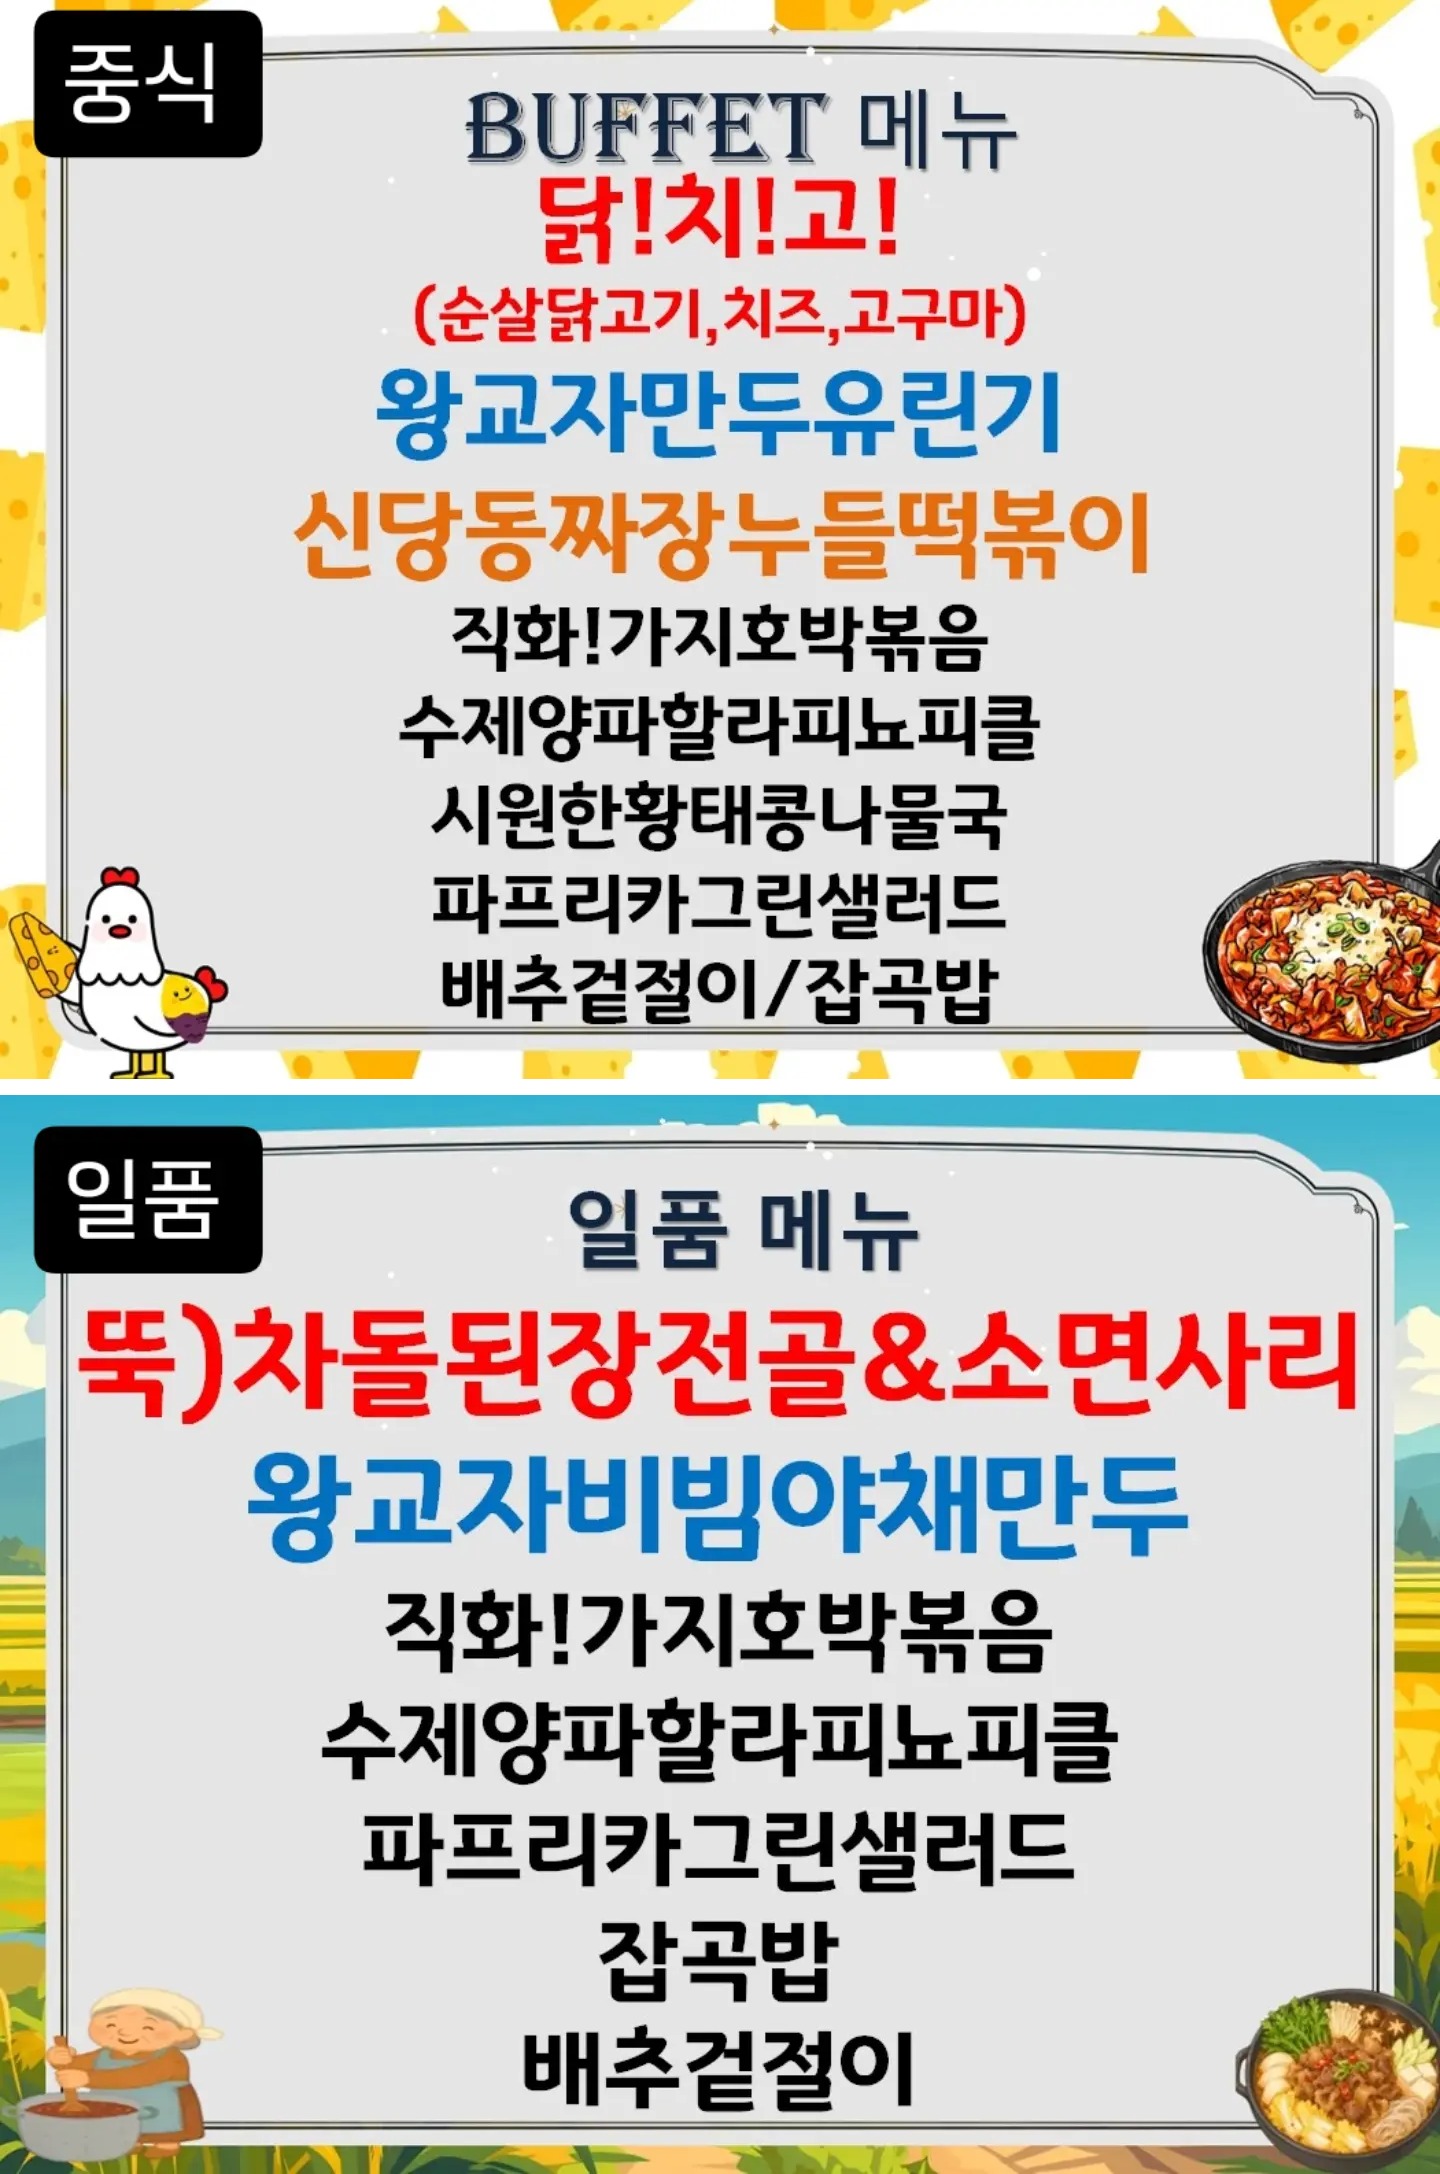 중식
BUFFET 메뉴
닭!치!고!
(순살닭고기,치즈,고구마)
왕교자만두유린기
신당동짜장누들떡볶이
직화!가지호박볶음
수제양파할라피뇨피클
시원한황태콩나물국
파프리카그린샐러드
배추겉절이/잡곡밥
일품
일품 메뉴
뚝)차돌된장전골&소면사리
왕교자비빔야채만두
직화!가지호박볶음
수제양파할라피뇨피클
파프리카그린샐러드
잡곡밥
배추겉절이